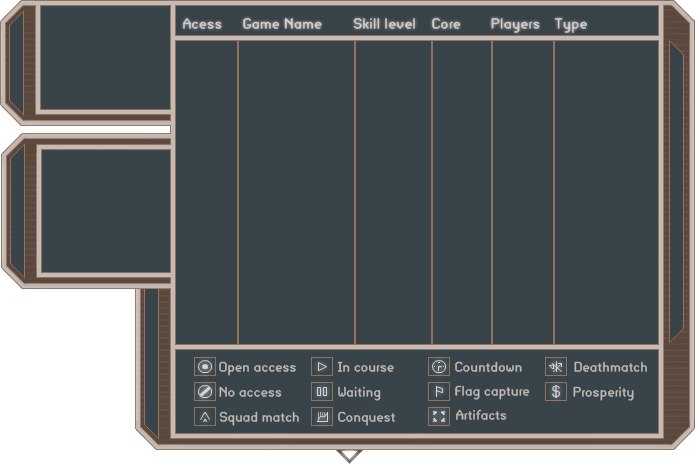 Acess Game Name Skill level Core Players Type
Open access In course Countdown Deathmatch
No access Waiting Flag capture Prosperity
Squad match Conquest Artifacts